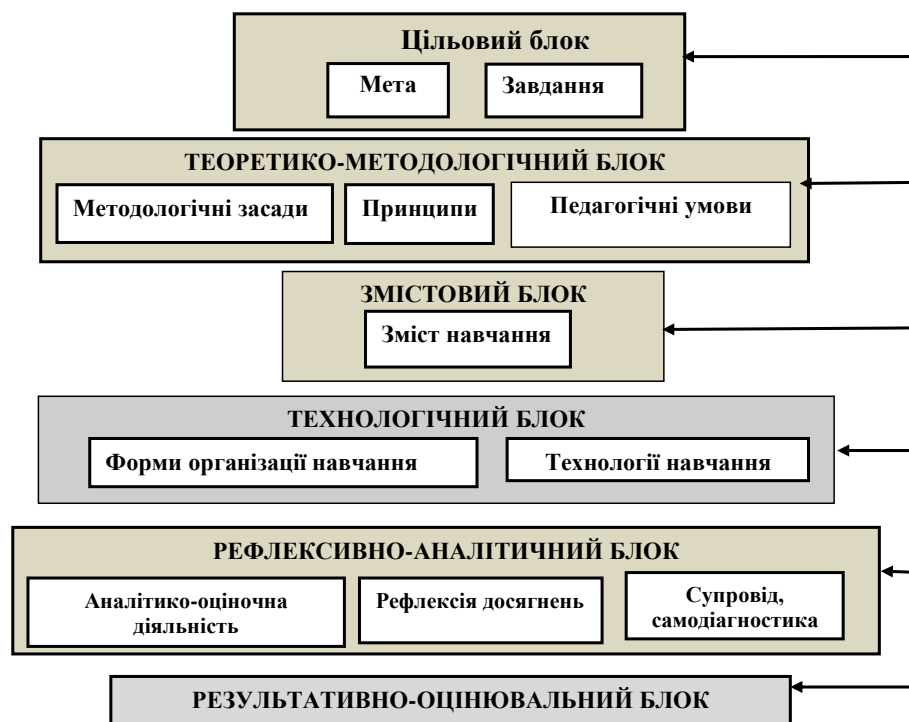 Цільовий блок
Мета
Завдання
ТЕОРЕТИКО-МЕТОДОЛОГІЧНИЙ БЛОК
Методологічні засади
Принципи
Педагогічні умови
ЗМІСТОВИЙ БЛОК
Зміст навчання
ТЕХНОЛОГІЧНИЙ БЛОК
Форми організації навчання
Технології навчання
РЕФЛЕКСИВНО-АНАЛІТИЧНИЙ БЛОК
Аналітико-оціночна
діяльність
Рефлексія досягнень
Супровід,
самодіагностика
РЕЗУЛЬТАТИВНО-ОЦІНЮВАЛЬНИЙ БЛОК